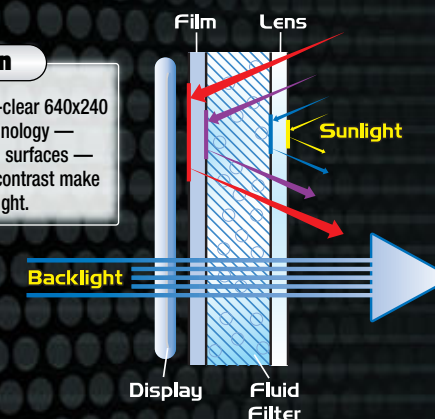 n
-clear 640x240
nology —
surfaces —
contrast make
ght.
Film
Lens
Sunlight
Backlight
Display
Fluid
Filter